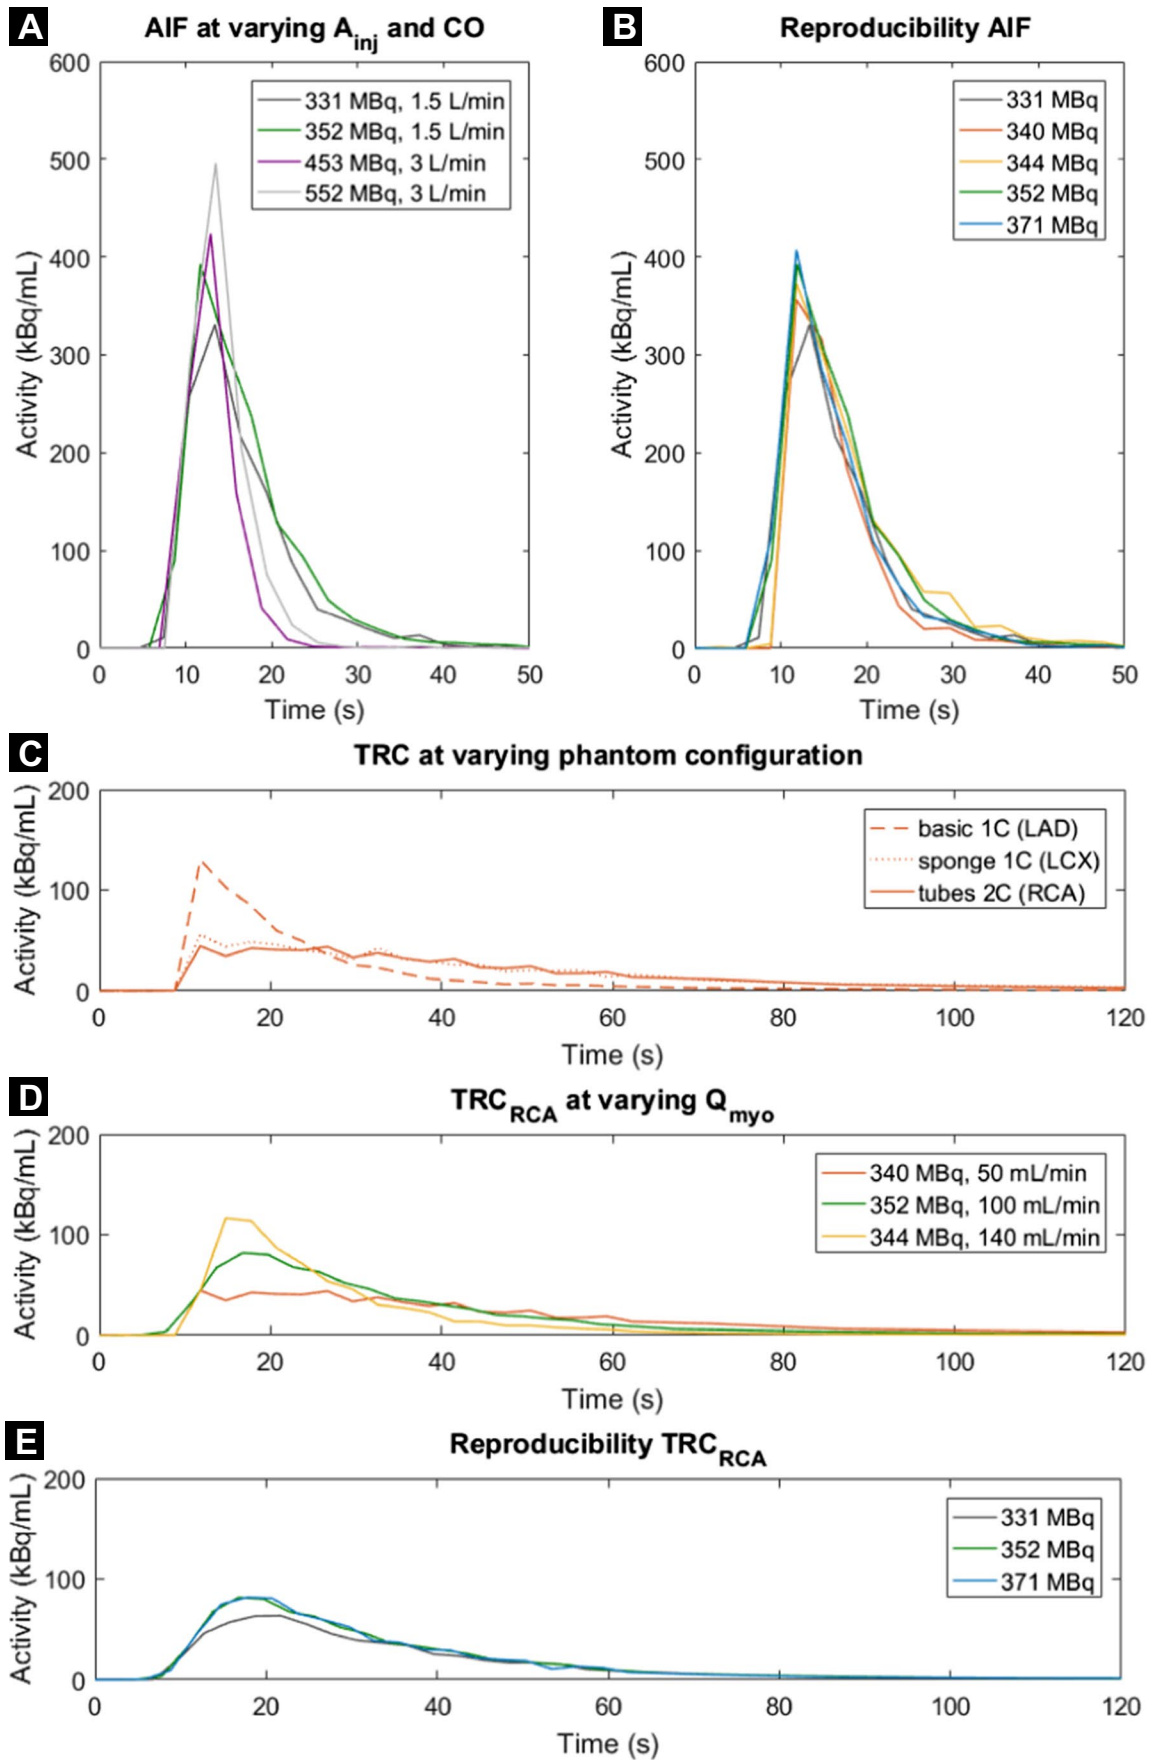 A
AIF at varying Ainj and CO
600
500
400
300
200
100
0
Activity (kBq/mL)
331 MBq, 1.5 L/min
352 MBq, 1.5 L/min
453 MBq, 3 L/min
552 MBq, 3 L/min
0 10 20 30 40 50
Time (s)
B
Reproducibility AIF
600
500
400
300
200
100
0
Activity (kBq/mL)
331 MBq
340 MBq
344 MBq
352 MBq
371 MBq
0 10 20 30 40 50
Time (s)
C
TRC at varying phantom configuration
200
100
0
Activity (kBq/mL)
basic 1C (LAD)
sponge 1C (LCX)
tubes 2C (RCA)
0 20 40 60 80 100 120
Time (s)
D
TRCRCA at varying Qmyo
200
100
0
Activity (kBq/mL)
340 MBq, 50 mL/min
352 MBq, 100 mL/min
344 MBq, 140 mL/min
0 20 40 60 80 100 120
Time (s)
E
Reproducibility TRCRCA
200
100
0
Activity (kBq/mL)
331 MBq
352 MBq
371 MBq
0 20 40 60 80 100 120
Time (s)